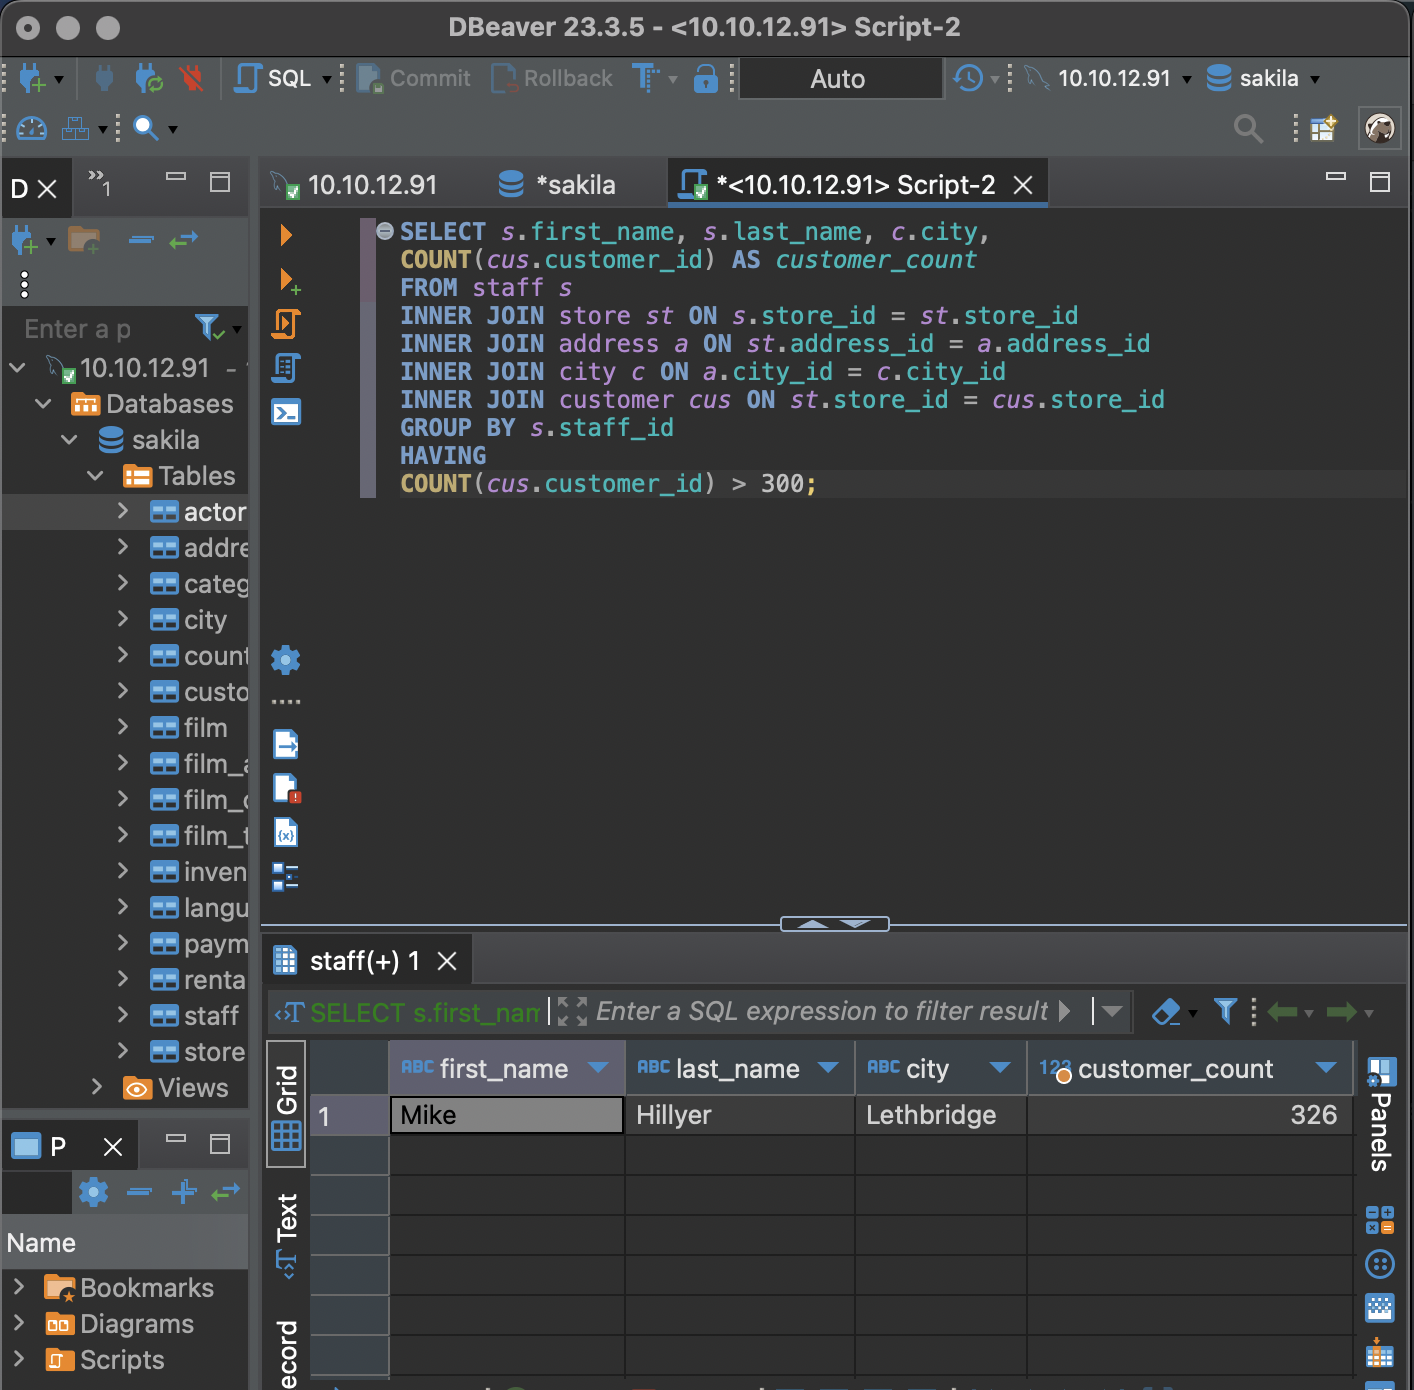 DBeaver 23.3.5 - <10.10.12.91> Script-2
SQL Commit Rollback Auto 10.10.12.91 sakila
D 1
10.10.12.91 *sakila *<10.10.12.91> Script-2
Enter a p
10.10.12.91 -
Databases
sakila
Tables
actor
addre
categ
city
count
custo
film
film_a
film_c
film_t
inven
langu
paym
renta
staff
store
Views
SELECT s.first_name, s.last_name, c.city,
COUNT(cus.customer_id) AS customer_count
FROM staff s
INNER JOIN store st ON s.store_id = st.store_id
INNER JOIN address a ON st.address_id = a.address_id
INNER JOIN city c ON a.city_id = c.city_id
INNER JOIN customer cus ON st.store_id = cus.store_id
GROUP BY s.staff_id
HAVING
COUNT(cus.customer_id) > 300;
P
Name
Bookmarks
Diagrams
Scripts
staff(+) 1
SELECT s.first_nam Enter a SQL expression to filter result
Grid
Text
ecord
ABC first_name ABC last_name ABC city 123 customer_count
1 Mike Hillyer Lethbridge 326
Panels